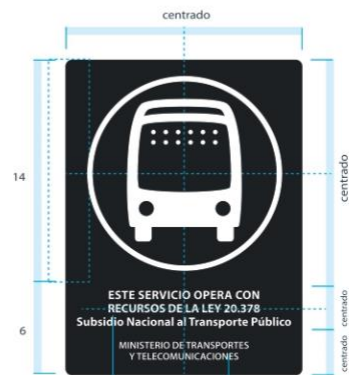 centrado
14
centrado
ESTE SERVICIO OPERA CON
RECURSOS DE LA LEY 20.378
Subsidio Nacional al Transporte Público
centrado
6
MINISTERIO DE TRANSPORTES
Y TELECOMUNICACIONES
centrado